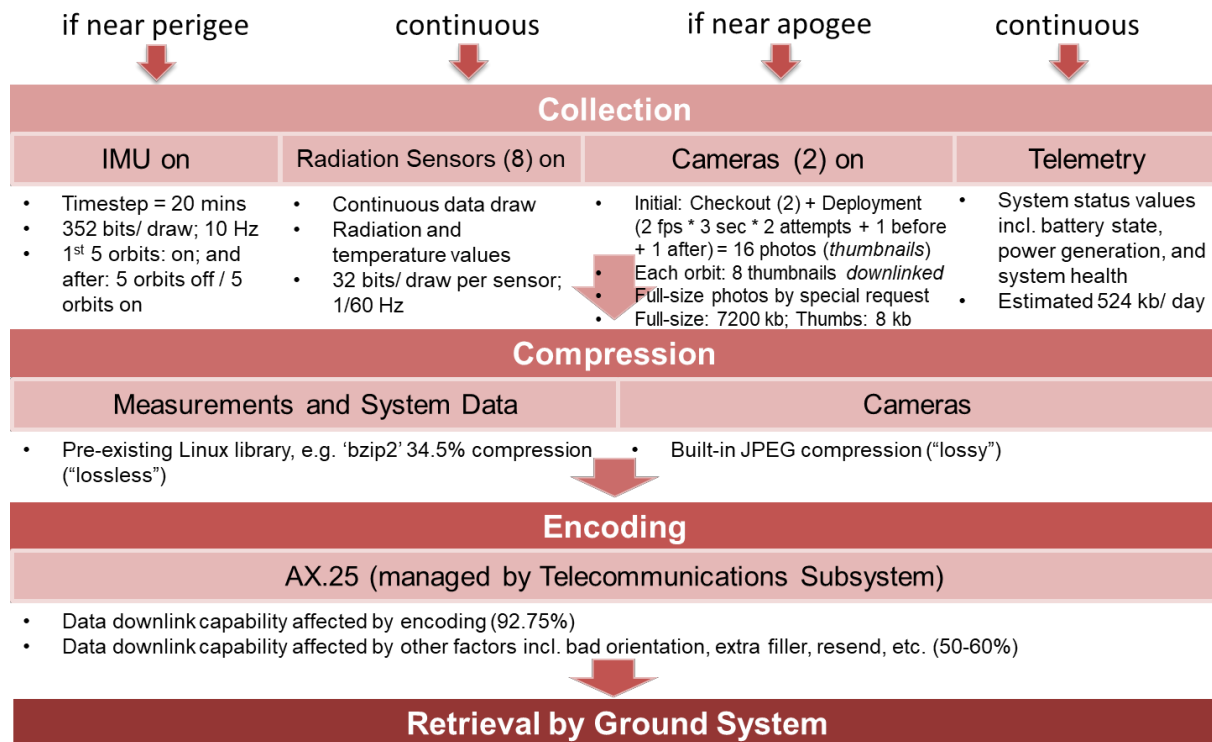 if near perigee
continuous
if near apogee
continuous
Collection
IMU on
Radiation Sensors (8) on
Cameras (2) on
Telemetry
• Timestep = 20 mins
• 352 bits/ draw; 10 Hz
• 1st 5 orbits: on; and
after: 5 orbits off / 5
orbits on
• Continuous data draw
• Radiation and
temperature values
• 32 bits/ draw per sensor;
1/60 Hz
• Initial: Checkout (2) + Deployment
(2 fps * 3 sec * 2 attempts + 1 before
+ 1 after) = 16 photos (thumbnails)
• Each orbit: 8 thumbnails downlinked
• Full-size photos by special request
• Full-size: 7200 kb; Thumbs: 8 kb
• System status values
incl. battery state,
power generation, and
system health
• Estimated 524 kb/ day
Compression
Measurements and System Data
Cameras
• Pre-existing Linux library, e.g. ‘bzip2’ 34.5% compression
(“lossless”)
• Built-in JPEG compression (“lossy”)
Encoding
AX.25 (managed by Telecommunications Subsystem)
• Data downlink capability affected by encoding (92.75%)
• Data downlink capability affected by other factors incl. bad orientation, extra filler, resend, etc. (50-60%)
Retrieval by Ground System